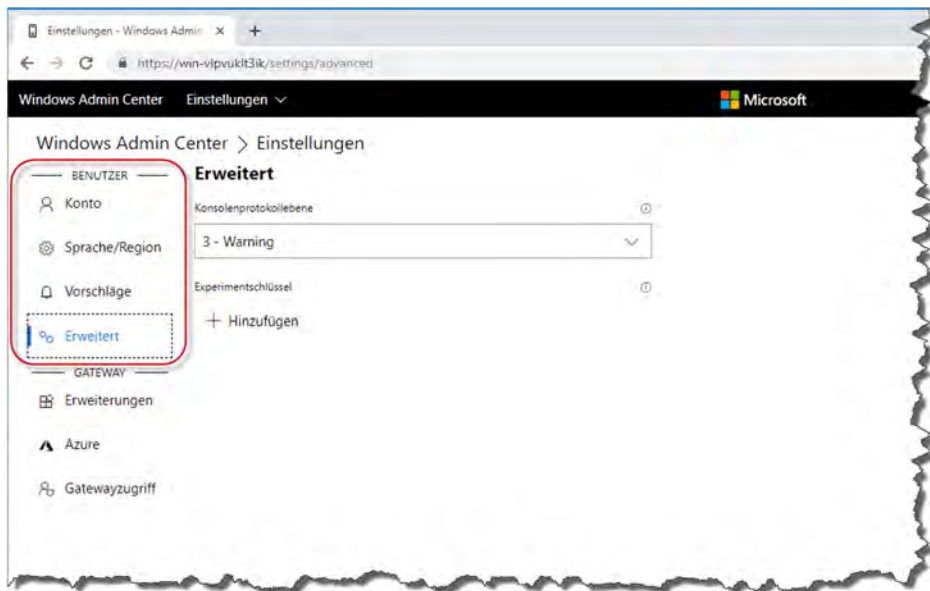 Einstellungen - Windows Admin
https://win-vlpvuklt3ik/settings/advanced
Windows Admin Center Einstellungen
Microsoft
Windows Admin Center > Einstellungen
BENUTZER
Konto
Sprache/Region
Vorschläge
Erweitert
GATEWAY
Erweiterungen
Azure
Gatewayzugriff
Erweitert
Konsolenprotokollebene
3 - Warning
Experimentschlüssel
Hinzufügen